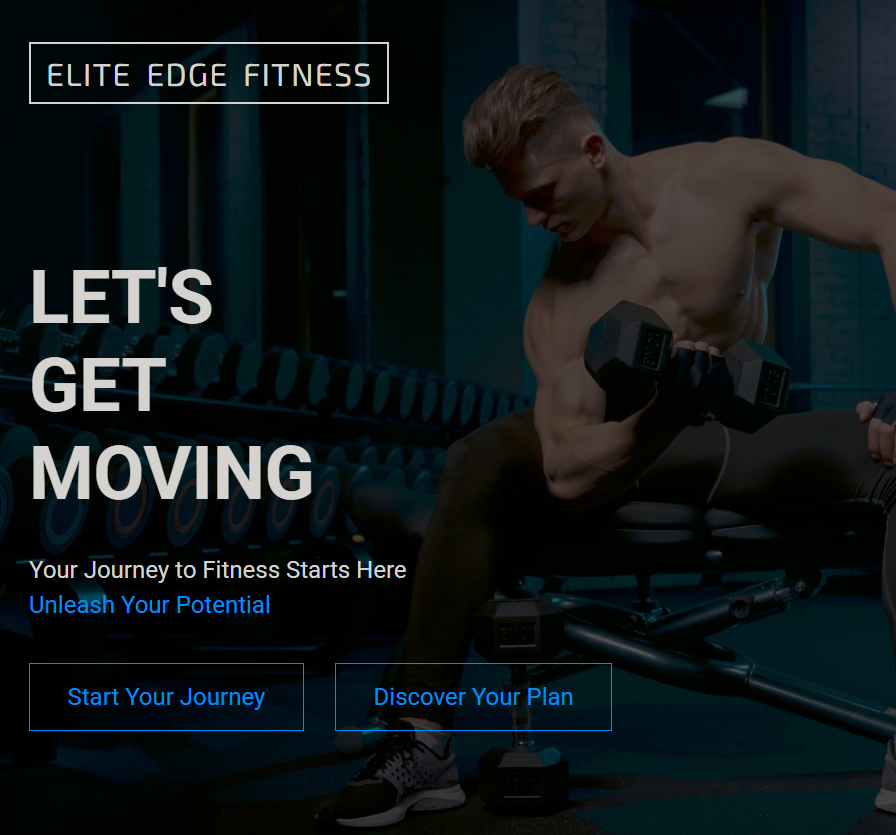 ELITE EDGE FITNESS
LET'S
GET
MOVING
Your Journey to Fitness Starts Here
Unleash Your Potential
Start Your Journey
Discover Your Plan